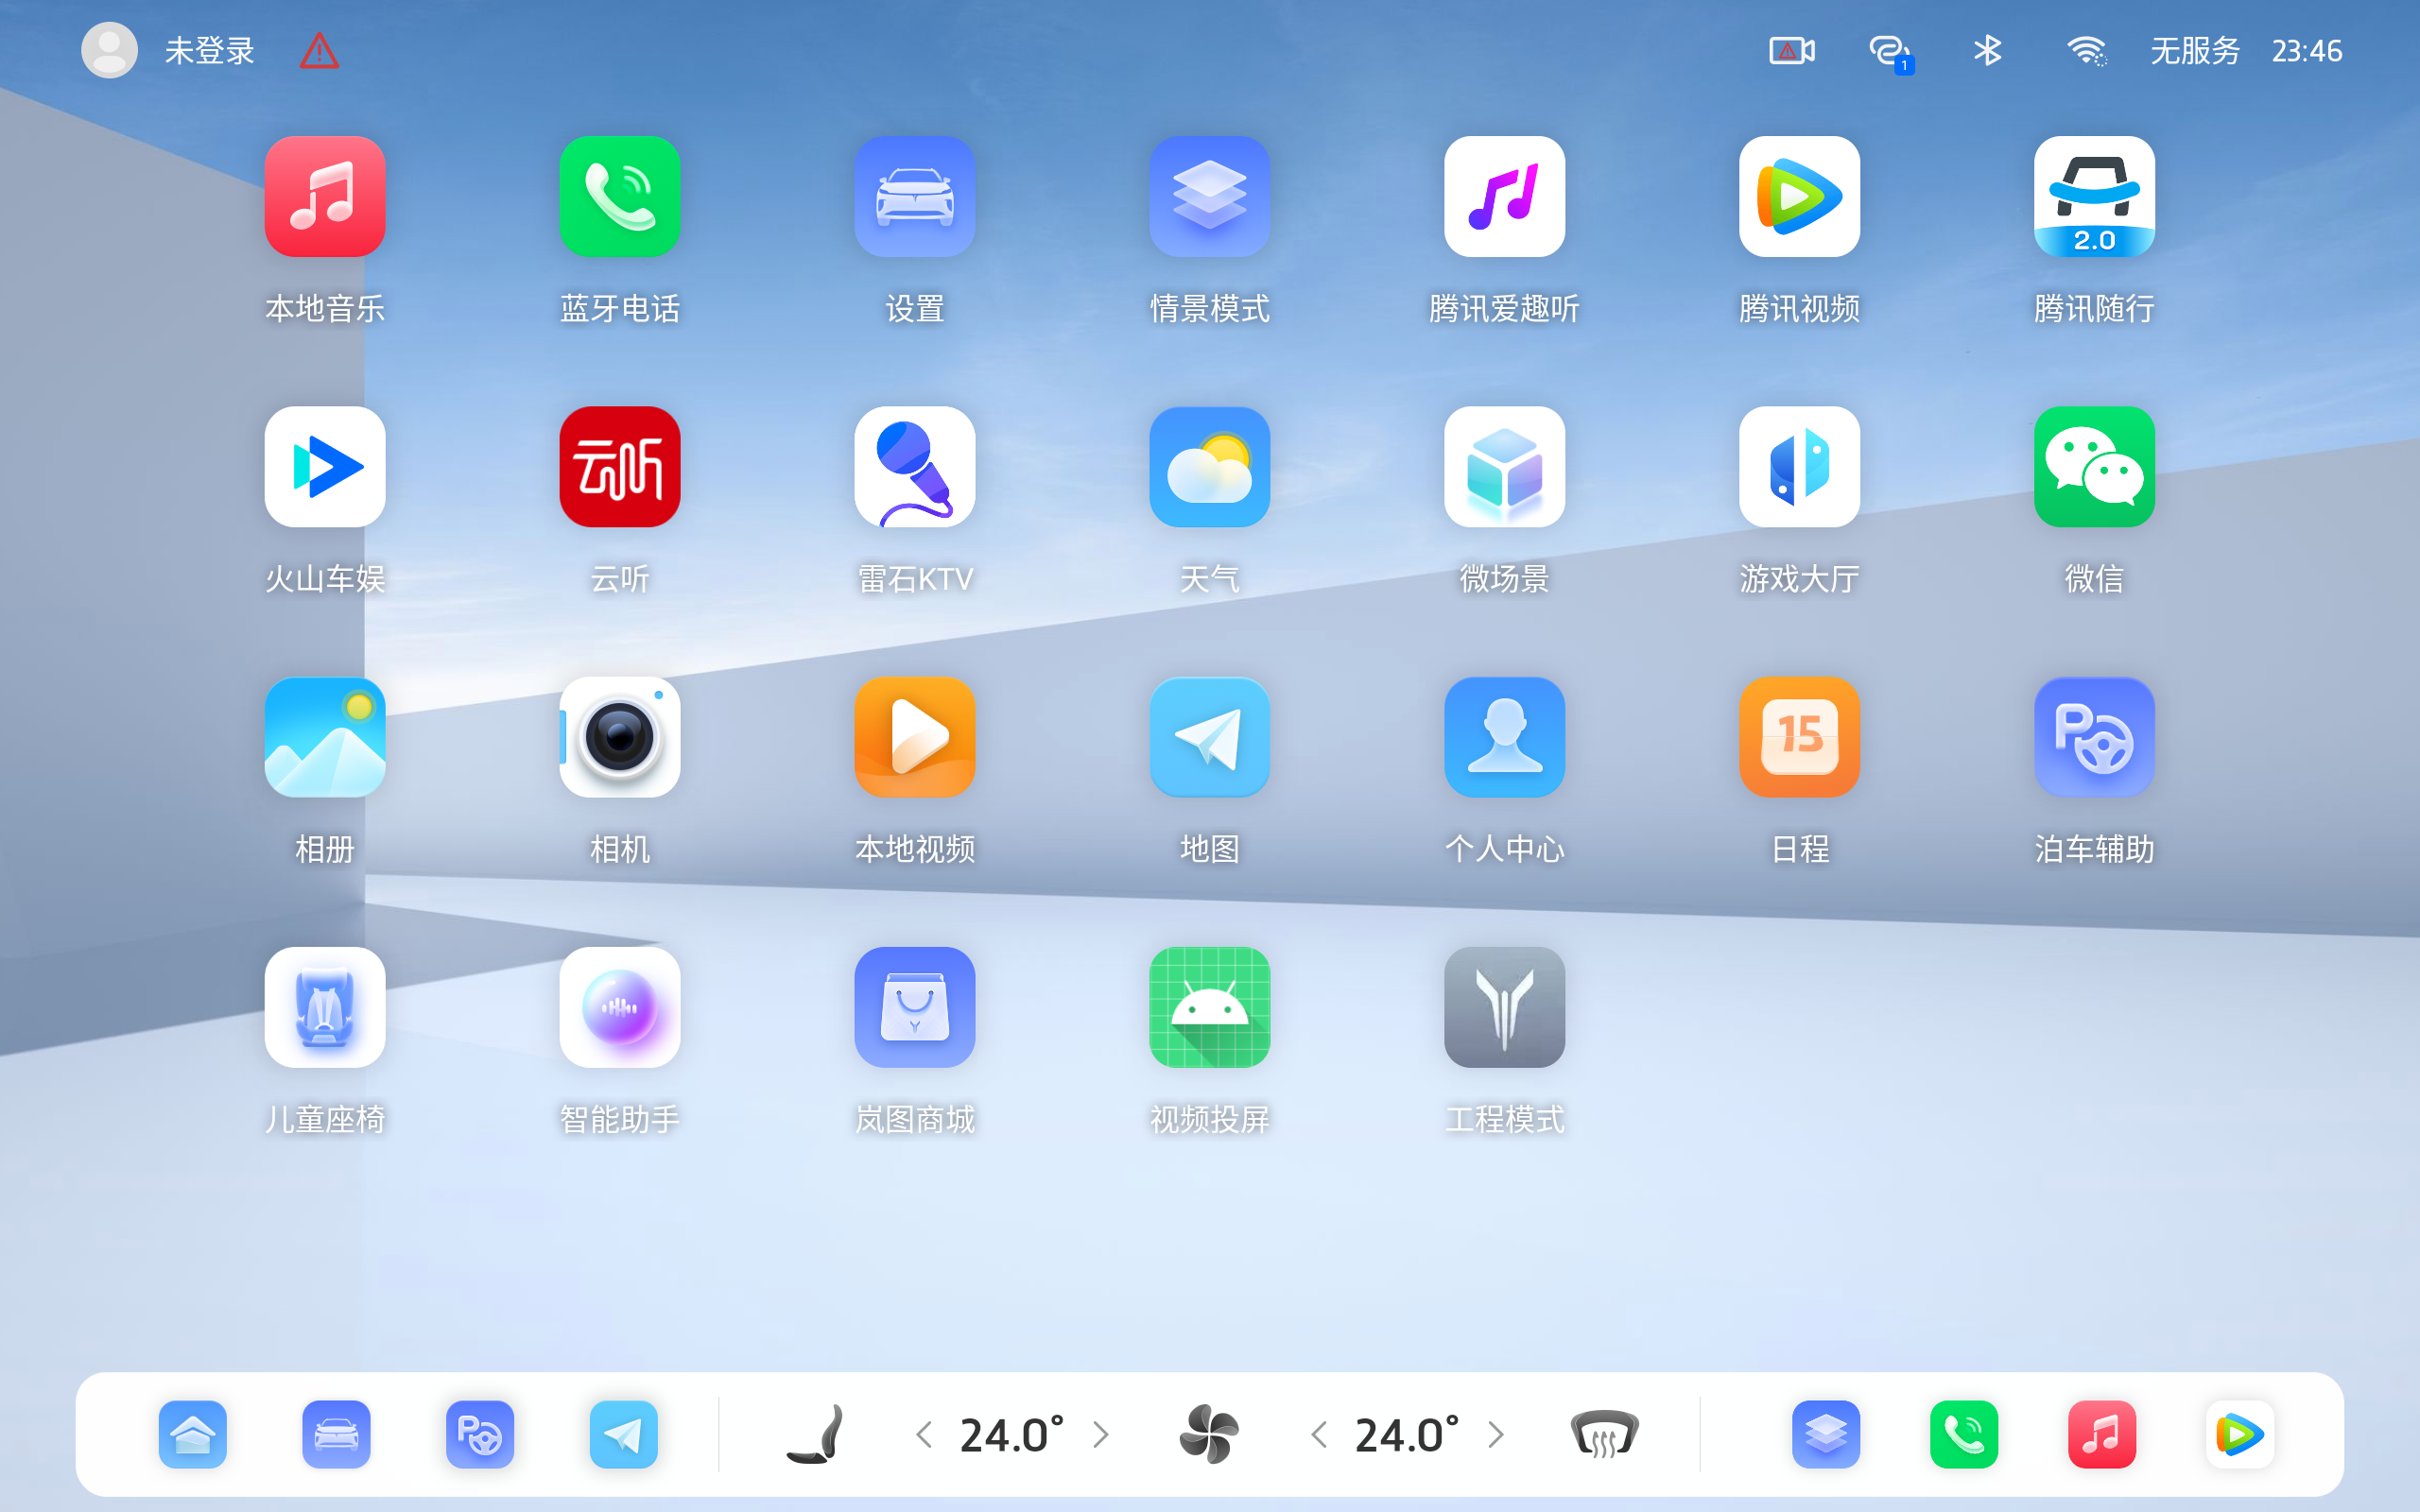 未登录
1
无服务 23:46
2.0
本地音乐 蓝牙电话 设置 情景模式 腾讯爱趣听 腾讯视频 腾讯随行
云听
火山车娱 云听 雷石KTV 天气 微场景 游戏大厅 微信
15
P
相册 相机 本地视频 地图 个人中心 日程 泊车辅助
儿童座椅 智能助手 岚图商城 视频投屏 工程模式
P 24.0° 24.0°